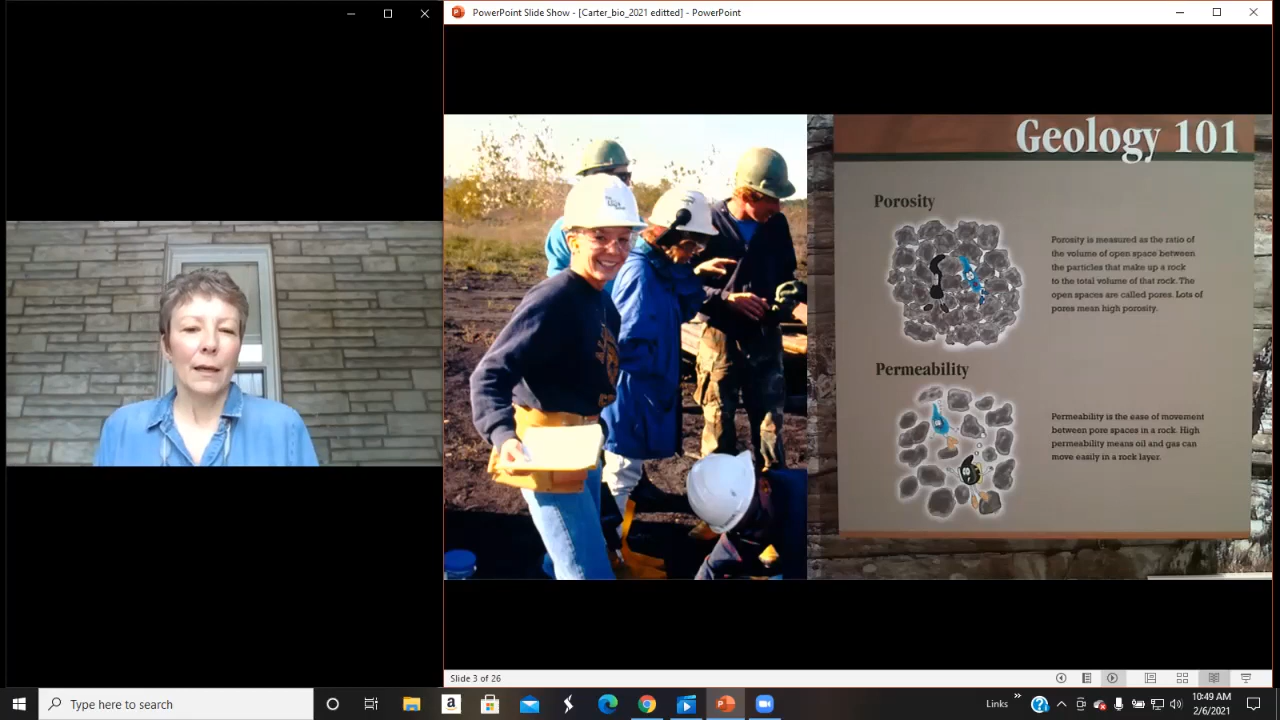 PowerPoint Slide Show - [Carter_bio_2021 editted] - PowerPoint
Geology 101
Porosity
Porosity is measured as the ratio of
the volume of open space between
the particles that make up a rock
to the total volume of that rock. The
open spaces are called pores. Lots of
pores mean high porosity.
Permeability
Permeability is the ease of movement
between pore spaces in a rock. High
permeability means oil and gas can
move easily in a rock layer.
Slide 3 of 26
Type here to search
Links
10:49 AM
2/6/2021